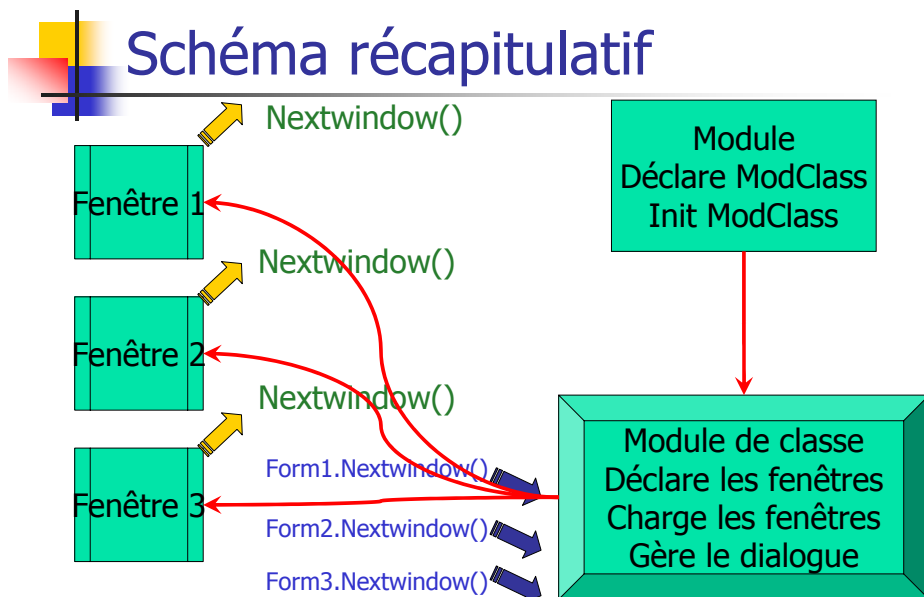 Schéma récapitulatif
Nextwindow()
Fenêtre 1
Nextwindow()
Fenêtre 2
Nextwindow()
Fenêtre 3
Form1.Nextwindow()
Form2.Nextwindow()
Form3.Nextwindow()
Module
Déclare ModClass
Init ModClass
Module de classe
Déclare les fenêtres
Charge les fenêtres
Gère le dialogue